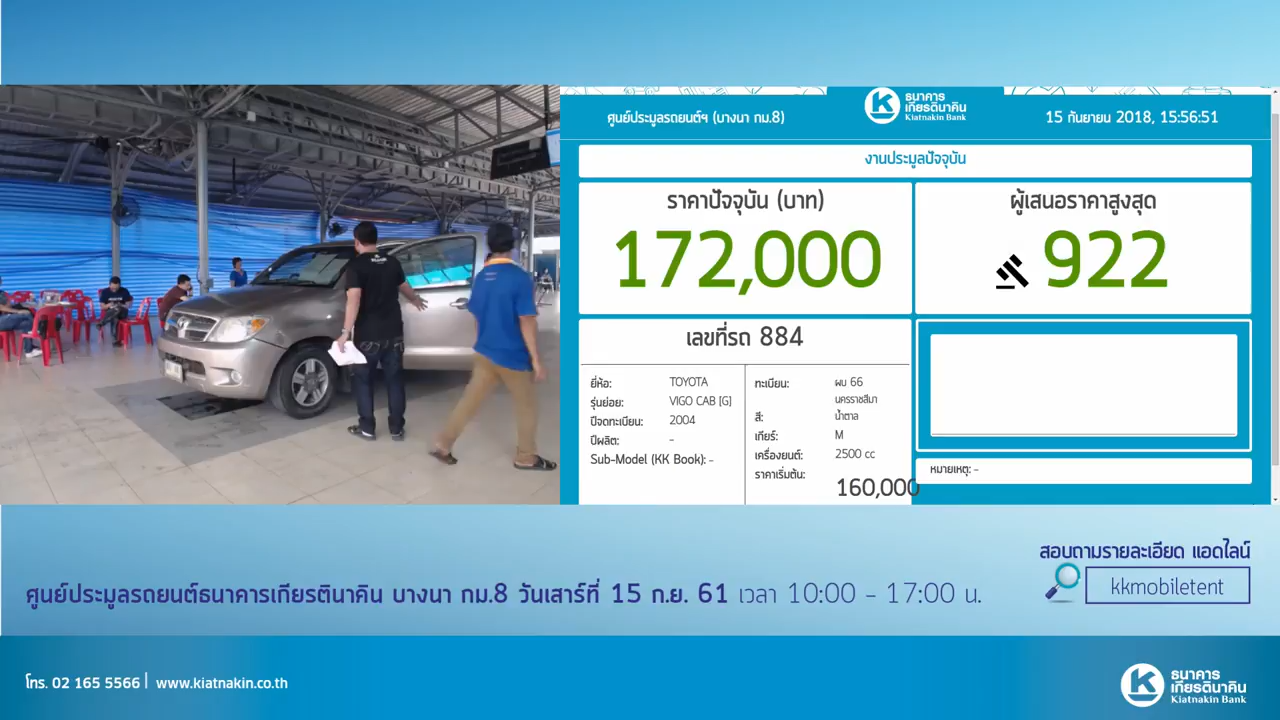 ศูนย์ประมูลรถยนต์ฯ (บางนา กม.8)
ธนาคาร
เกียรตินาคิน
Kiatnakin Bank
15 กันยายน 2018, 15:56:51
งานประมูลปัจจุบัน
ราคาปัจจุบัน (บาท)
172,000
ผู้เสนอราคาสูงสุด
922
เลขที่รถ 884
ยี่ห้อ: TOYOTA
รุ่นย่อย: VIGO CAB [G]
ปีจดทะเบียน: 2004
ปีผลิต: -
Sub-Model (KK Book): -
ทะเบียน: ผบ 66
นครราชสีมา
สี: น้ำตาล
เกียร์: M
เครื่องยนต์: 2500 cc
ราคาเริ่มต้น: 160,000
หมายเหตุ: -
สอบถามรายละเอียด แอดไลน์
kkmobiletent
ศูนย์ประมูลรถยนต์ธนาคารเกียรตินาคิน บางนา กม.8 วันเสาร์ที่ 15 ก.ย. 61 เวลา 10:00 - 17:00 น.
โทร. 02 165 5566 | www.kiatnakin.co.th
ธนาคาร
เกียรตินาคิน
Kiatnakin Bank